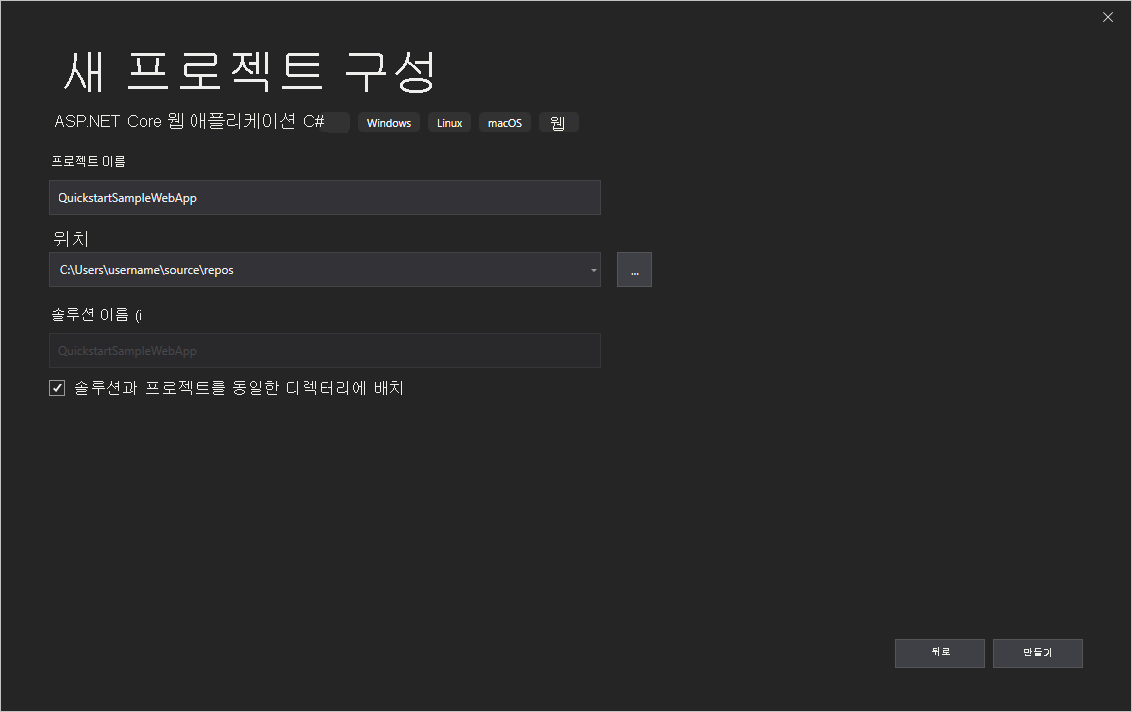 새 프로젝트 구성
ASP.NET Core 웹 애플리케이션 C# Windows Linux macOS 웹
프로젝트 이름
QuickstartSampleWebApp
위치
C:\Users\username\source\repos
...
솔루션 이름 (i
QuickstartSampleWebApp
솔루션과 프로젝트를 동일한 디렉터리에 배치
뒤로 만들기